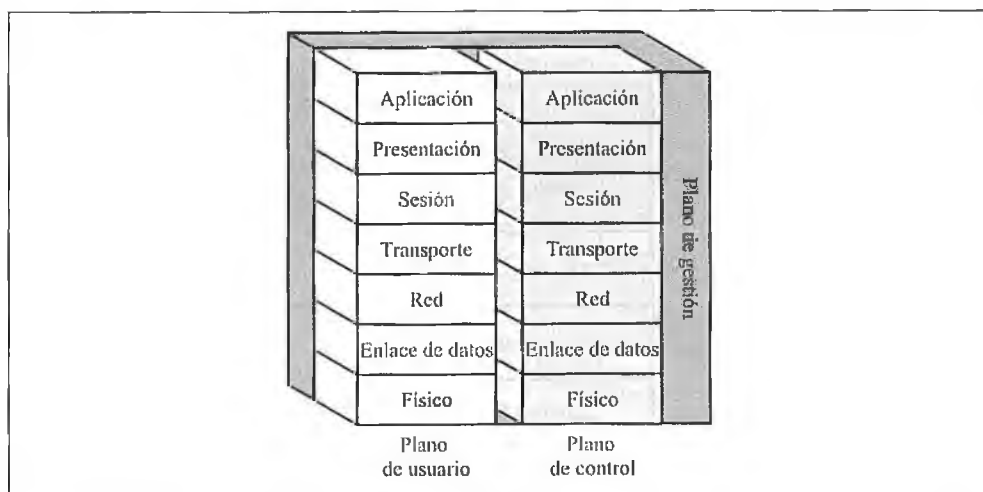 Aplicación
Presentación
Sesión
Transporte
Red
Enlace de datos
Físico
Plano
de usuario
Aplicación
Presentación
Sesión
Transporte
Red
Enlace de datos
Físico
Plano
de control
Plano de gestión